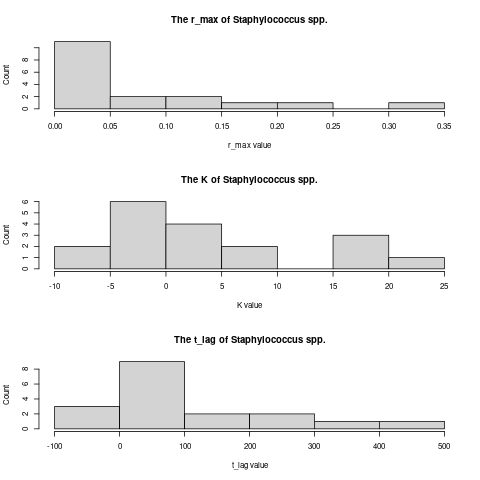 The r_max of Staphylococcus spp.
Count
0 2 4 6 8
0.00 0.05 0.10 0.15 0.20 0.25 0.30 0.35
r_max value
The K of Staphylococcus spp.
Count
0 1 2 3 4 5 6
-10 -5 0 5 10 15 20 25
K value
The t_lag of Staphylococcus spp.
Count
0 2 4 6 8
-100 0 100 200 300 400 500
t_lag value